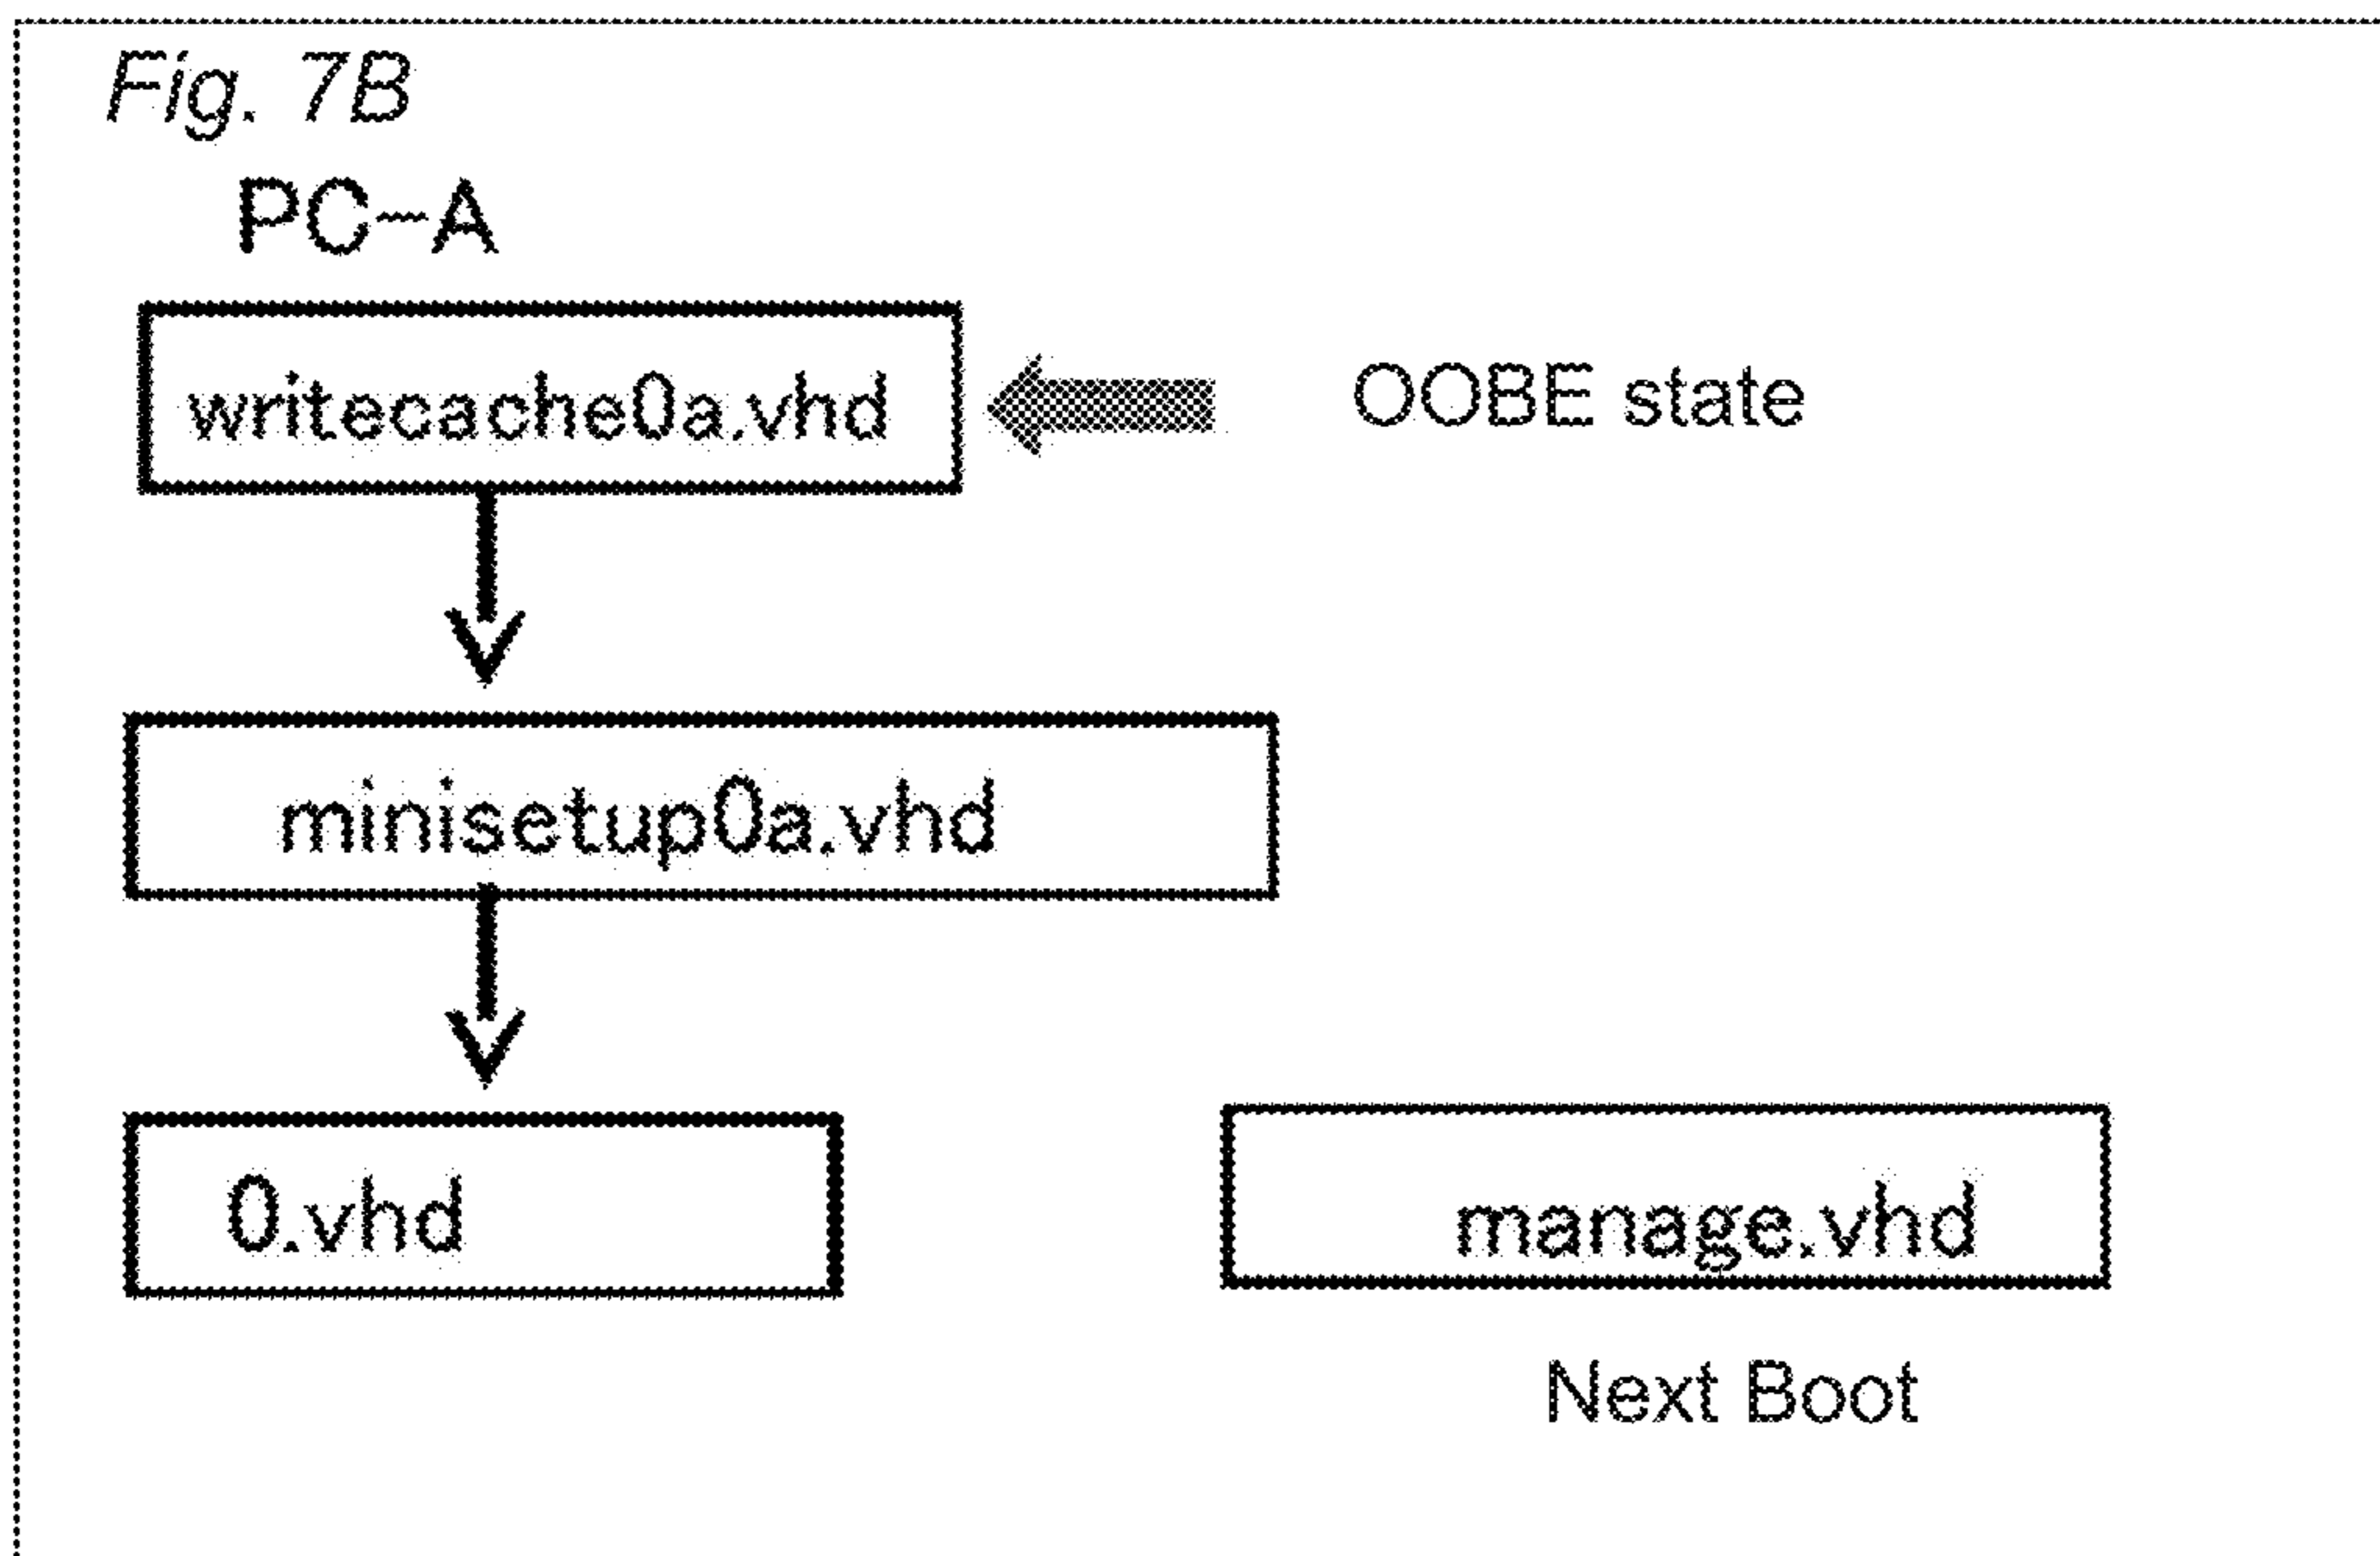 Fig. 7B
PC-A
writecache0a.vhd
OOBE state
minisetup0a.vhd
0.vhd
manage.vhd
Next Boot